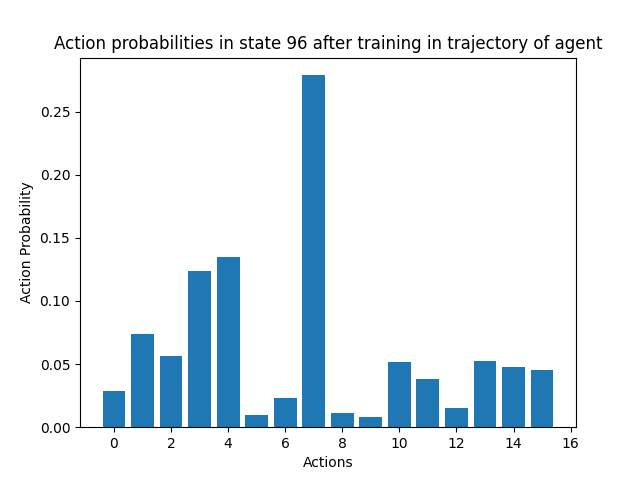 Action probabilities in state 96 after training in trajectory of agent
0.25
0.20
0.15
0.10
0.05
0.00
Action Probability
0 2 4 6 8 10 12 14 16
Actions